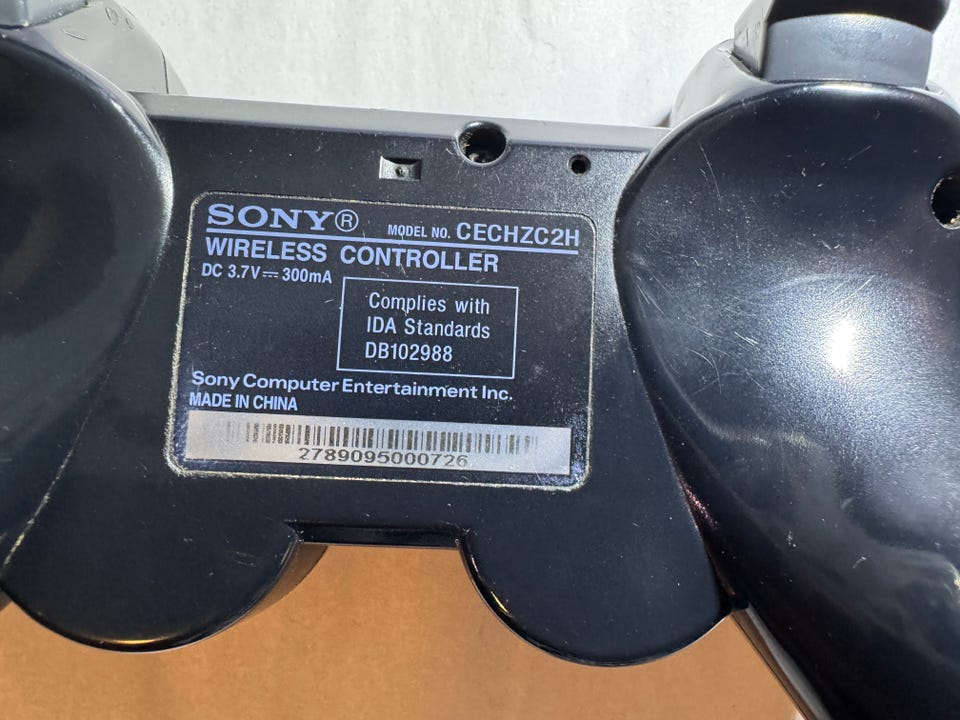 SONY®
MODEL NO. CECHZC2H
WIRELESS CONTROLLER
DC 3.7V⎓300mA
Complies with
IDA Standards
DB102988
Sony Computer Entertainment Inc.
MADE IN CHINA
2789095000726